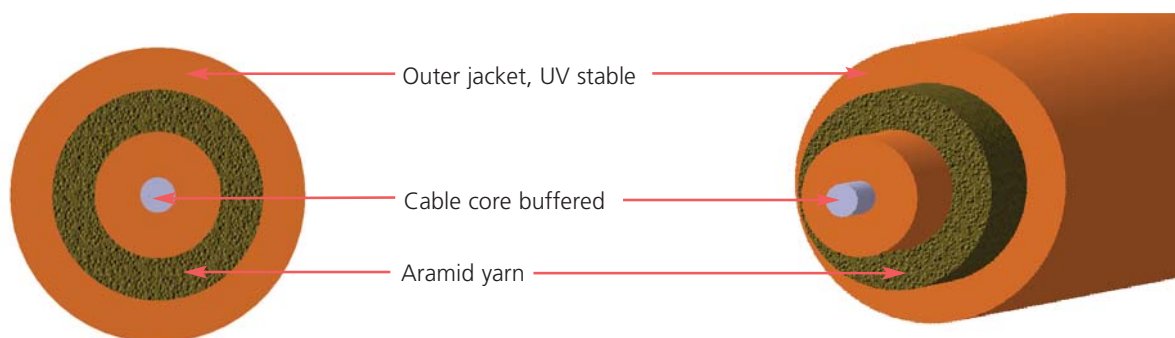 Outer jacket, UV stable
Cable core buffered
Aramid yarn